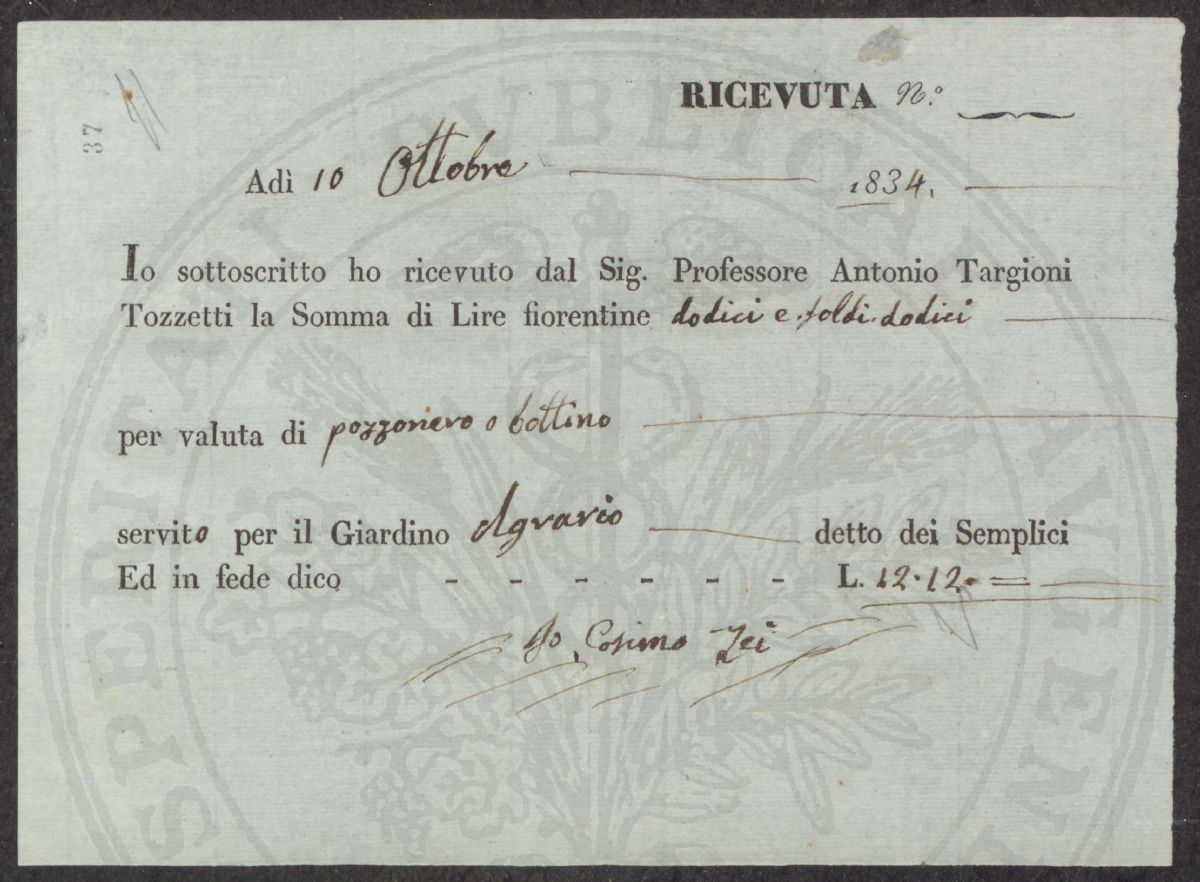 RICEVUTA N.º
37
Adì 10 Ottobre 1834.
Io sottoscritto ho ricevuto dal Sig. Professore Antonio Targioni
Tozzetti la Somma di Lire fiorentine dodici e soldi dodici
per valuta di pozzonero o bottino
servito per il Giardino Agrario detto dei Semplici
Ed in fede dico - - - - - - L. 12.12.=
Io Cosimo Zei